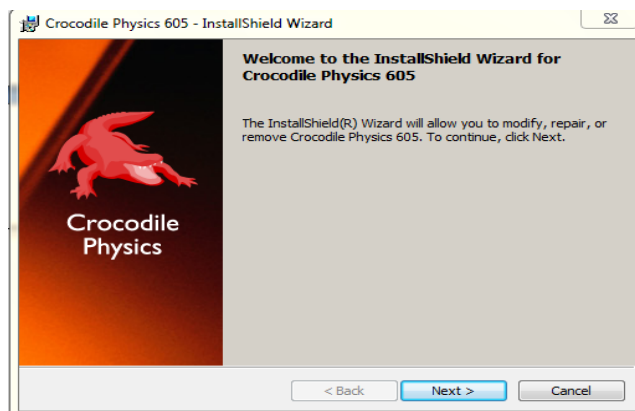 Crocodile Physics 605 - InstallShield Wizard
Welcome to the InstallShield Wizard for
Crocodile Physics 605
The InstallShield(R) Wizard will allow you to modify, repair, or
remove Crocodile Physics 605. To continue, click Next.
Crocodile
Physics
< Back
Next >
Cancel